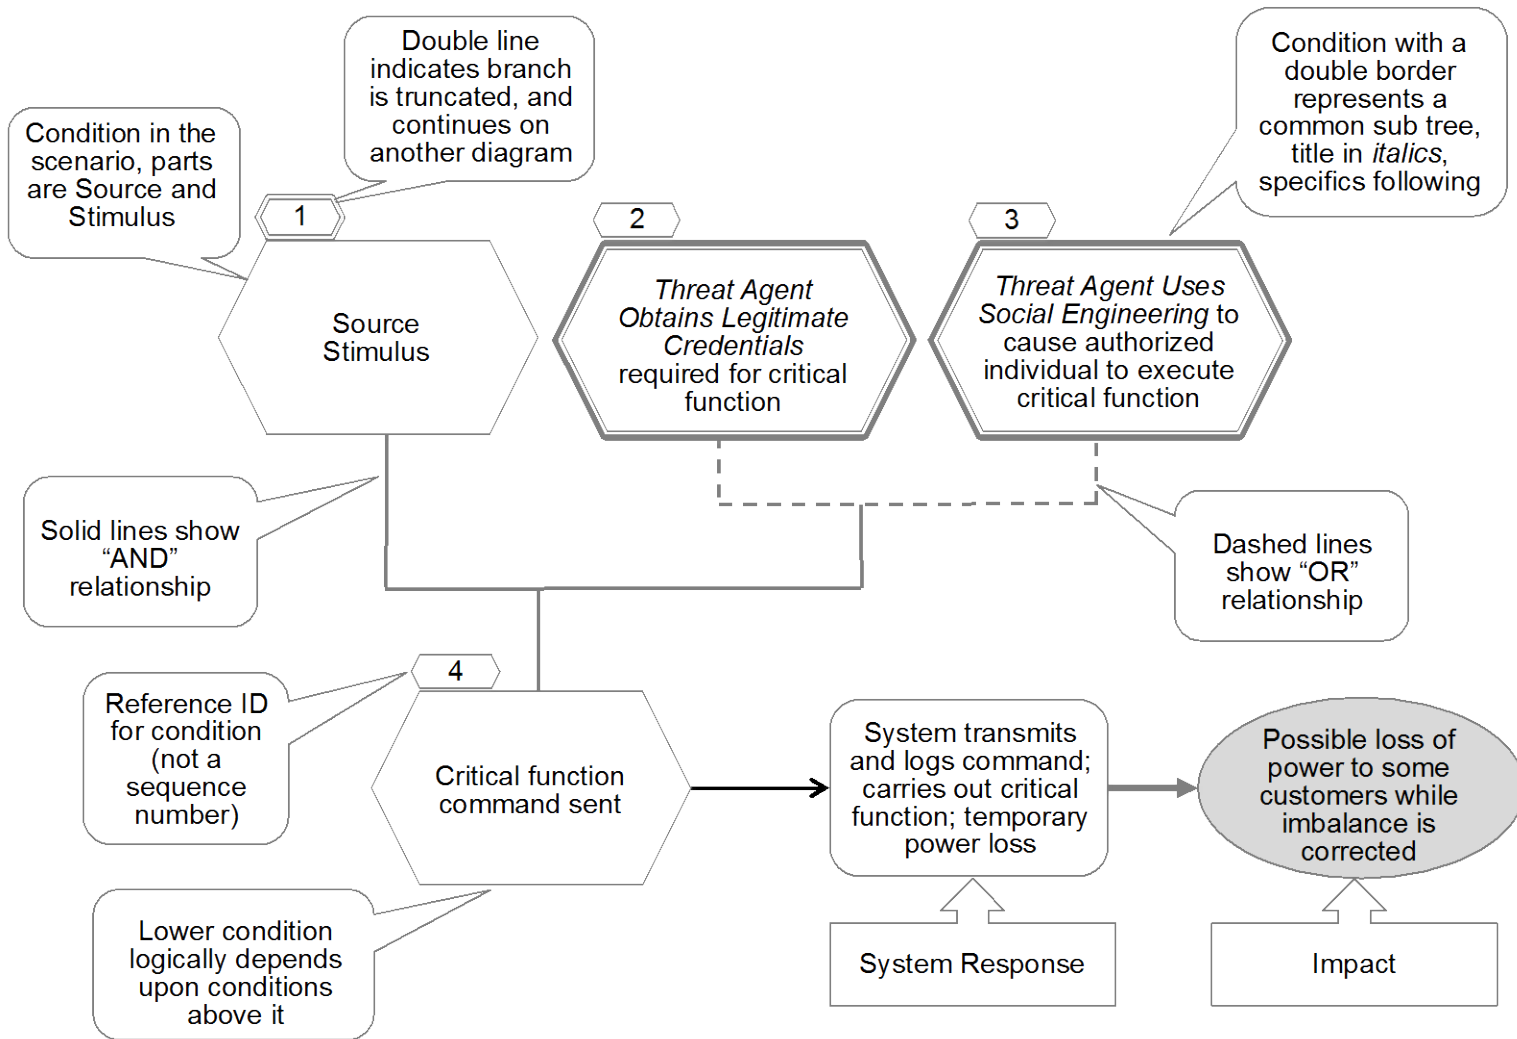 Double line
indicates branch
is truncated, and
continues on
another diagram
Condition with a
double border
represents a
common sub tree,
title in italics,
specifics following
Condition in the
scenario, parts
are Source and
Stimulus
1
2
3
Source
Stimulus
Threat Agent
Obtains Legitimate
Credentials
required for critical
function
Threat Agent Uses
Social Engineering to
cause authorized
individual to execute
critical function
Solid lines show
“AND”
relationship
Dashed lines
show “OR”
relationship
4
Reference ID
for condition
(not a
sequence
number)
Critical function
command sent
System transmits
and logs command;
carries out critical
function; temporary
power loss
Possible loss of
power to some
customers while
imbalance is
corrected
Lower condition
logically depends
upon conditions
above it
System Response
Impact